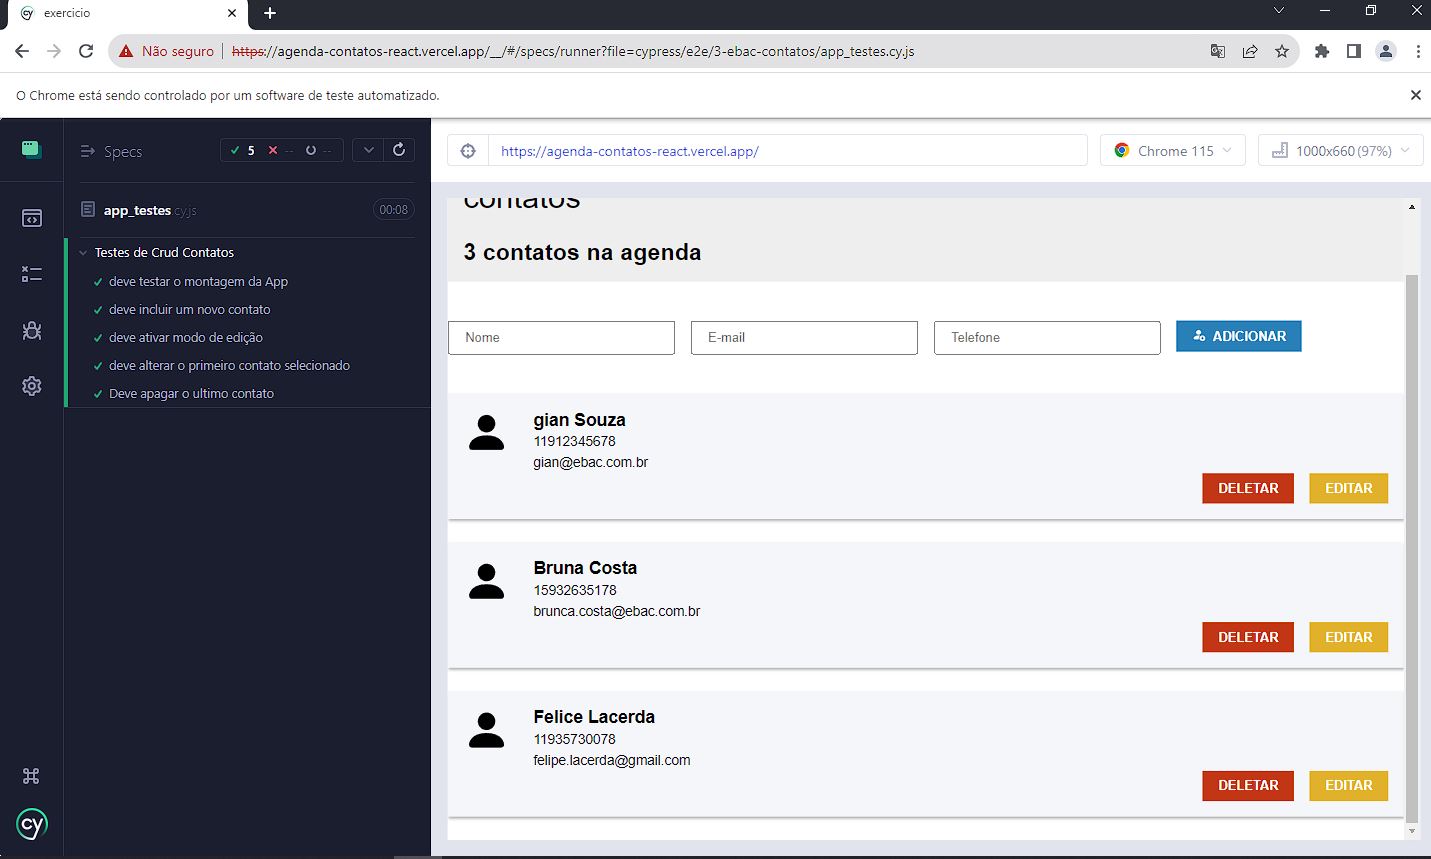 exercicio
Não seguro
https://agenda-contatos-react.vercel.app/__/#/specs/runner?file=cypress/e2e/3-ebac-contatos/app_testes.cy.js
O Chrome está sendo controlado por um software de teste automatizado.
Specs
5 -- --
https://agenda-contatos-react.vercel.app/
Chrome 115
1000x660 (97%)
app_testes.cy.js
00:08
Testes de Crud Contatos
deve testar o montagem da App
deve incluir um novo contato
deve ativar modo de edição
deve alterar o primeiro contato selecionado
Deve apagar o ultimo contato
cy
contatos
3 contatos na agenda
Nome
E-mail
Telefone
ADICIONAR
gian Souza
11912345678
gian@ebac.com.br
DELETAR
EDITAR
Bruna Costa
15932635178
brunca.costa@ebac.com.br
DELETAR
EDITAR
Felice Lacerda
11935730078
felipe.lacerda@gmail.com
DELETAR
EDITAR